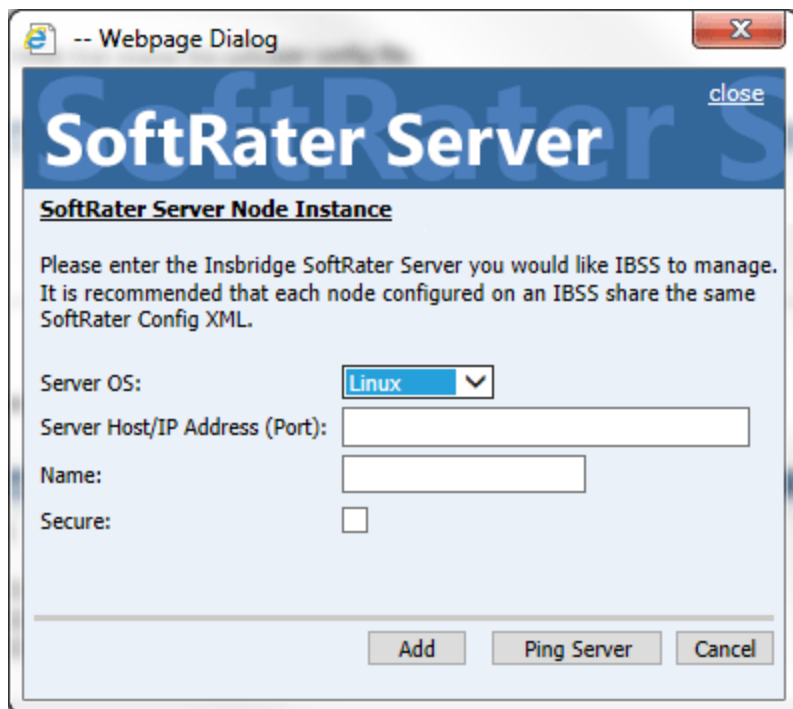 -- Webpage Dialog
close
SoftRater Server
SoftRater Server Node Instance
Please enter the Insbridge SoftRater Server you would like IBSS to manage.
It is recommended that each node configured on an IBSS share the same
SoftRater Config XML.
Server OS: Linux
Server Host/IP Address (Port):
Name:
Secure:
Add Ping Server Cancel